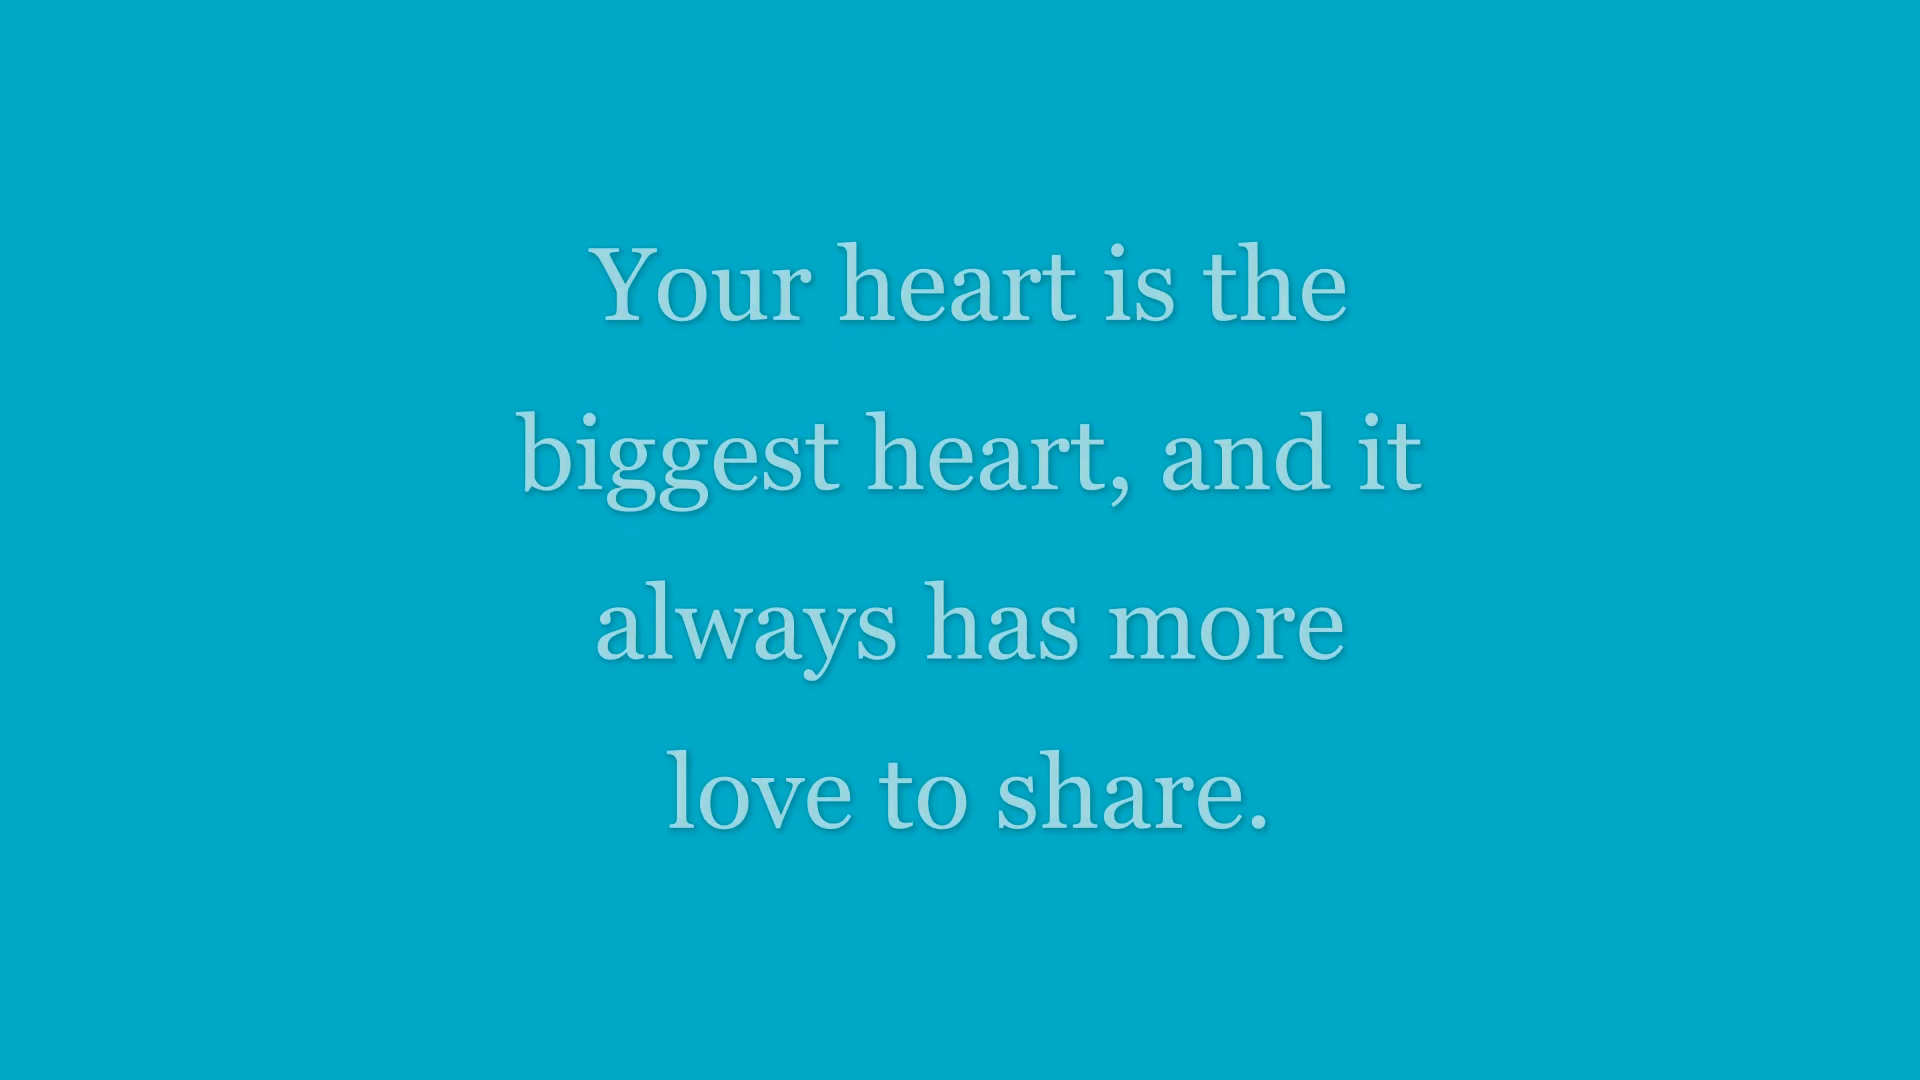 Your heart is the
biggest heart, and it
always has more
love to share.